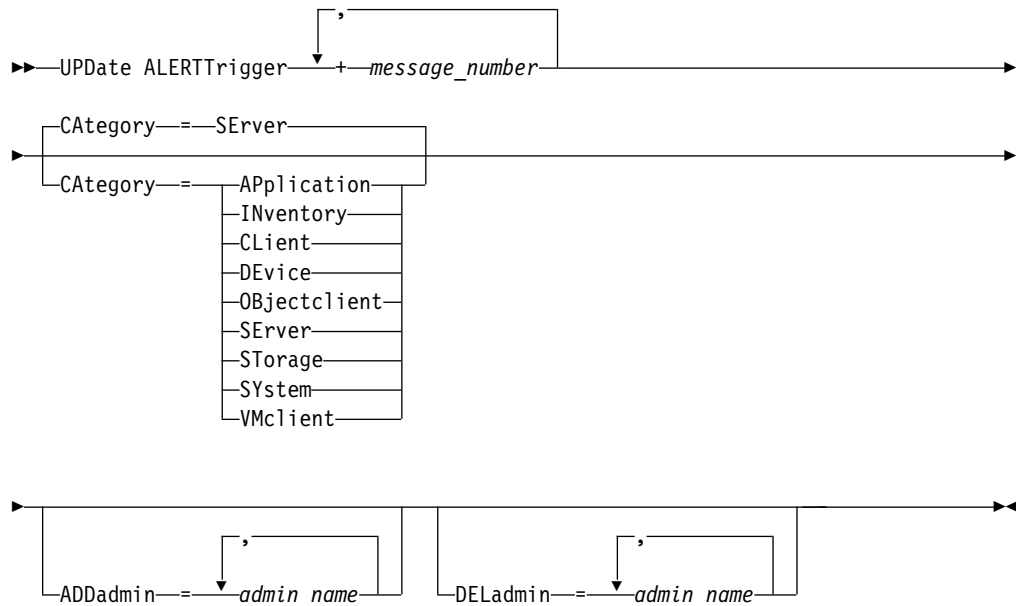 ,
UPDate ALERTTrigger + message_number
CAtegory = SErver
CAtegory = APplication
INventory
CLient
DEvice
OBjectclient
SErver
STorage
SYstem
VMclient
, ,
ADDadmin = admin name DELadmin = admin name